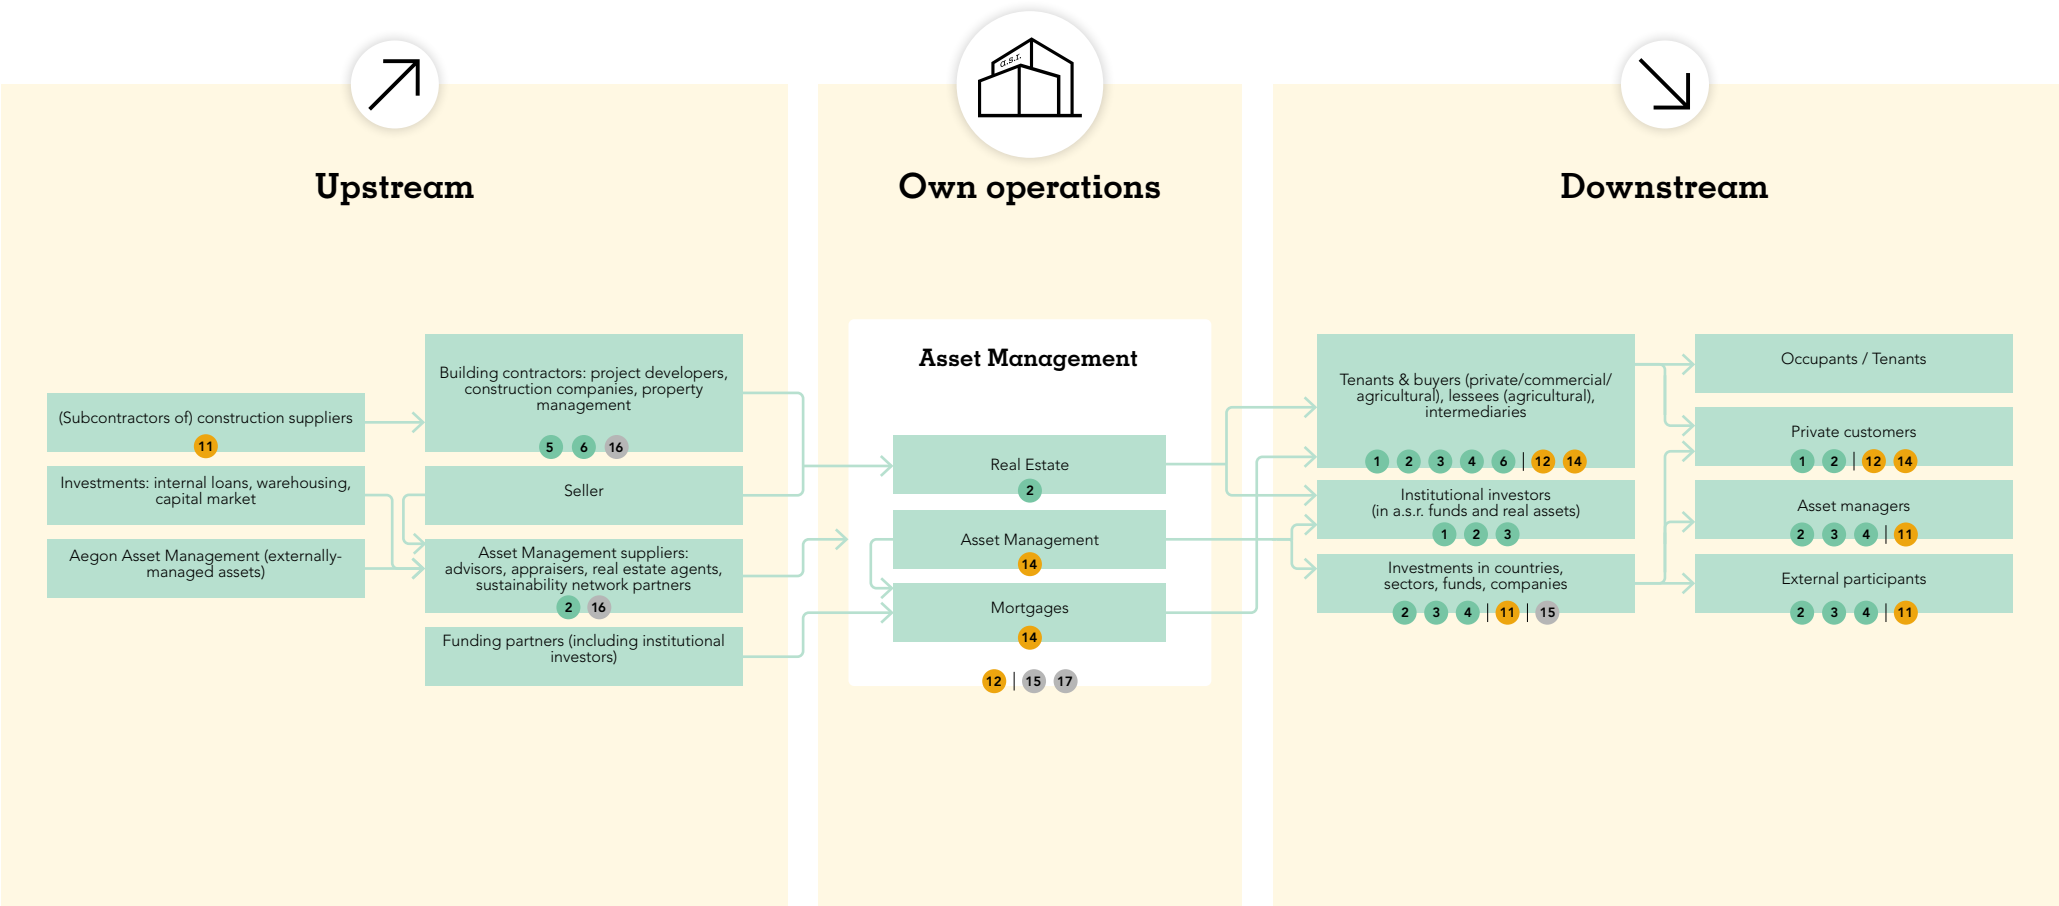 a.s.r.
Upstream
Own operations
Downstream
(Subcontractors of) construction suppliers
11
Investments: internal loans, warehousing,
capital market
Aegon Asset Management (externally-
managed assets)
Building contractors: project developers,
construction companies, property
management
5 6 16
Seller
Asset Management suppliers:
advisors, appraisers, real estate agents,
sustainability network partners
2 16
Funding partners (including institutional
investors)
Asset Management
Real Estate
2
Asset Management
14
Mortgages
14
12 | 15 17
Tenants & buyers (private/commercial/
agricultural), lessees (agricultural),
intermediaries
1 2 3 4 6 | 12 14
Institutional investors
(in a.s.r. funds and real assets)
1 2 3
Investments in countries,
sectors, funds, companies
2 3 4 | 11 | 15
Occupants / Tenants
Private customers
1 2 | 12 14
Asset managers
2 3 4 | 11
External participants
2 3 4 | 11